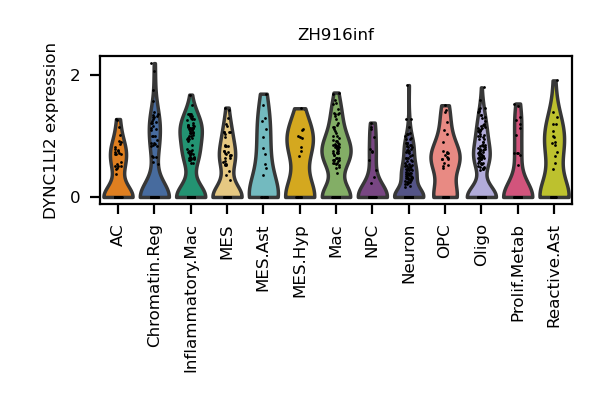 ZH916inf
DYNC1LI2 expression
2
0
AC
Chromatin.Reg
Inflammatory.Mac
MES
MES.Ast
MES.Hyp
Mac
NPC
Neuron
OPC
Oligo
Prolif.Metab
Reactive.Ast